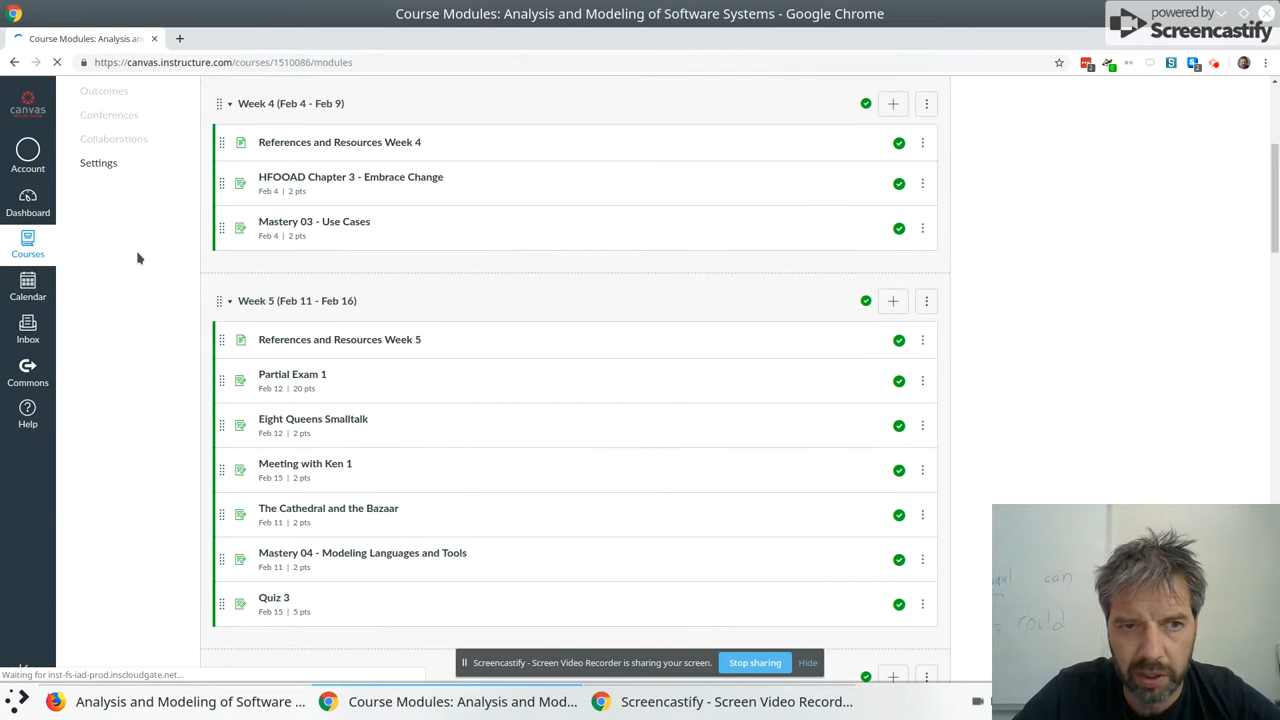 Course Modules: Analysis and Modeling of Software Systems - Google Chrome
powered by
Screencastify
Course Modules: Analysis an
https://canvas.instructure.com/courses/1510086/modules
canvas
Account
Dashboard
Courses
Calendar
Inbox
Commons
Help
Outcomes
Conferences
Collaborations
Settings
Week 4 (Feb 4 - Feb 9)
References and Resources Week 4
HFOOAD Chapter 3 - Embrace Change
Feb 4 | 2 pts
Mastery 03 - Use Cases
Feb 4 | 2 pts
Week 5 (Feb 11 - Feb 16)
References and Resources Week 5
Partial Exam 1
Feb 12 | 20 pts
Eight Queens Smalltalk
Feb 12 | 2 pts
Meeting with Ken 1
Feb 15 | 2 pts
The Cathedral and the Bazaar
Feb 11 | 2 pts
Mastery 04 - Modeling Languages and Tools
Feb 11 | 2 pts
Quiz 3
Feb 15 | 5 pts
can
could
Screencastify - Screen Video Recorder is sharing your screen.
Stop sharing
Hide
Waiting for inst-fs-iad-prod.inscloudgate.net...
Analysis and Modeling of Software ...
Course Modules: Analysis and Mod...
Screencastify - Screen Video Record...